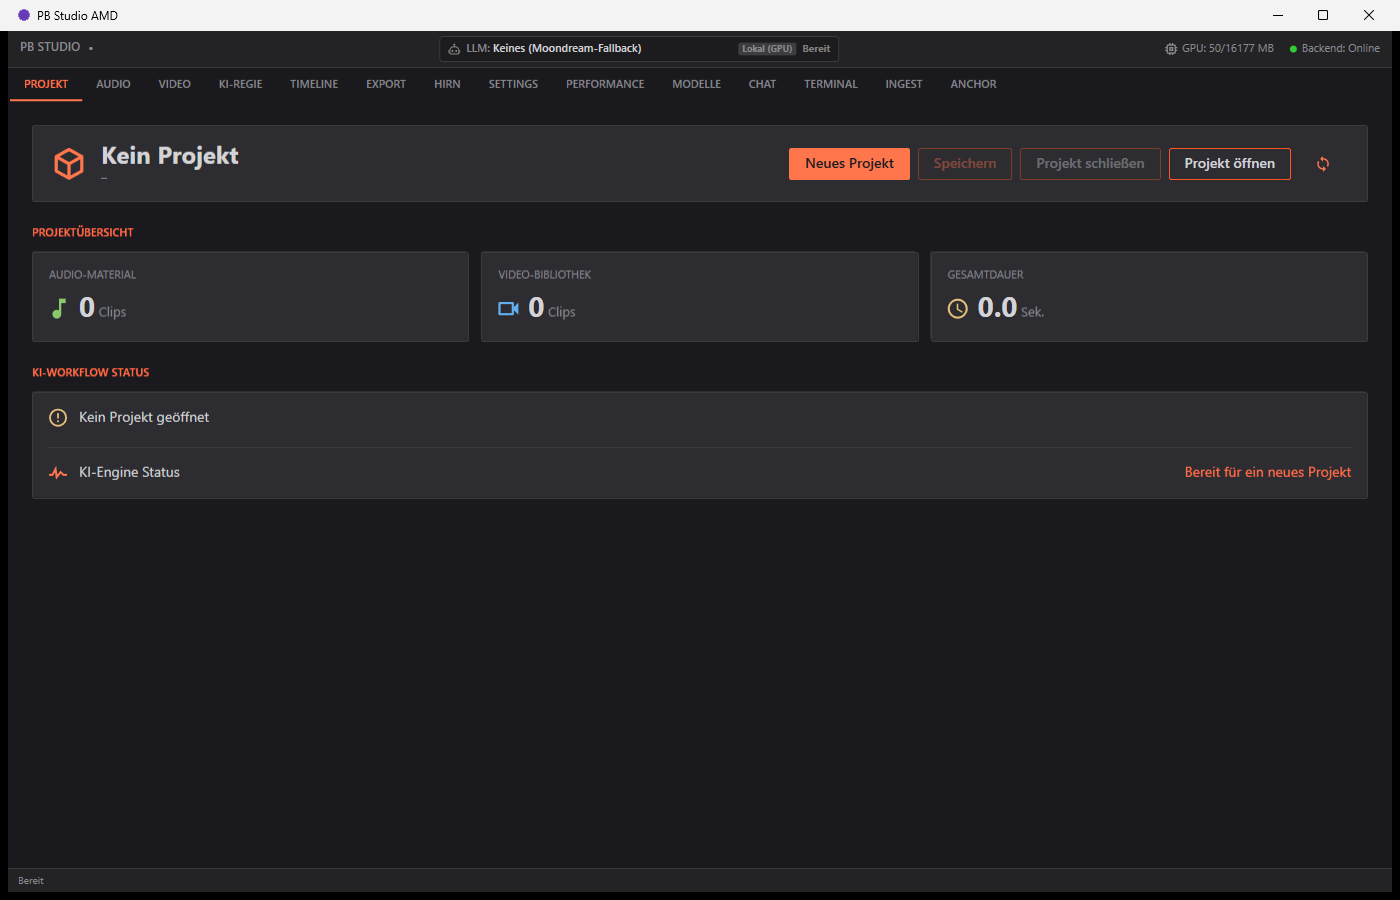 PB Studio AMD
PB STUDIO •
LLM: Keines (Moondream-Fallback) Lokal (GPU) Bereit
GPU: 50/16177 MB Backend: Online
PROJEKT AUDIO VIDEO KI-REGIE TIMELINE EXPORT HIRN SETTINGS PERFORMANCE MODELLE CHAT TERMINAL INGEST ANCHOR
Kein Projekt
–
Neues Projekt Speichern Projekt schließen Projekt öffnen
PROJEKTÜBERSICHT
AUDIO-MATERIAL
0 Clips
VIDEO-BIBLIOTHEK
0 Clips
GESAMTDAUER
0.0 Sek.
KI-WORKFLOW STATUS
Kein Projekt geöffnet
KI-Engine Status Bereit für ein neues Projekt
Bereit